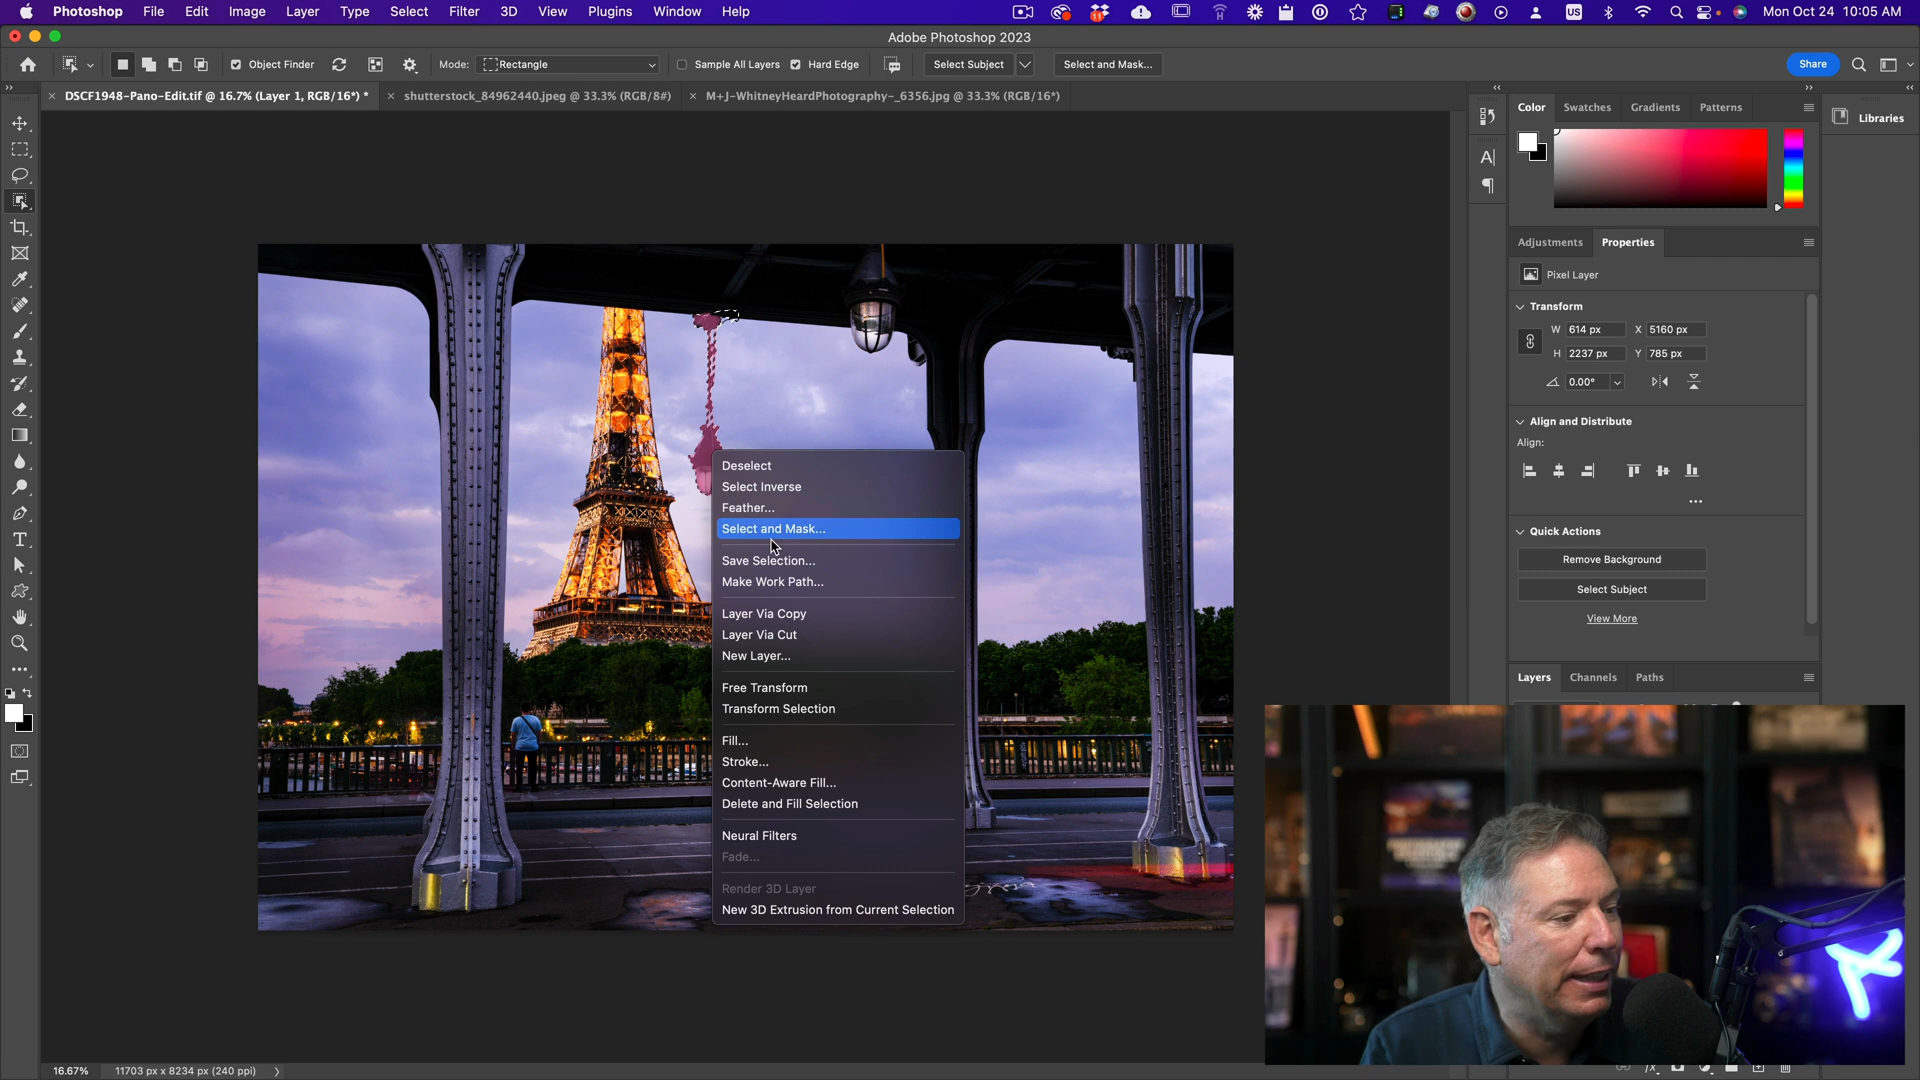 Photoshop File Edit Image Layer Type Select Filter 3D View Plugins Window Help
11
US
Mon Oct 24 10:05 AM
Adobe Photoshop 2023
Object Finder
Mode: Rectangle
Sample All Layers
Hard Edge
Select Subject
Select and Mask...
Share
DSCF1948-Pano-Edit.tif @ 16.7% (Layer 1, RGB/16*) *
shutterstock_84962440.jpeg @ 33.3% (RGB/8#)
M+J-WhitneyHeardPhotography-_6356.jpg @ 33.3% (RGB/16*)
Color Swatches Gradients Patterns
Libraries
Adjustments Properties
Pixel Layer
Transform
W 614 px X 5160 px
H 2237 px Y 785 px
0.00°
Align and Distribute
Align:
Quick Actions
Remove Background
Select Subject
View More
Layers Channels Paths
Deselect
Select Inverse
Feather...
Select and Mask...
Save Selection...
Make Work Path...
Layer Via Copy
Layer Via Cut
New Layer...
Free Transform
Transform Selection
Fill...
Stroke...
Content-Aware Fill...
Delete and Fill Selection
Neural Filters
Fade...
Render 3D Layer
New 3D Extrusion from Current Selection
16.67%
11703 px x 8234 px (240 ppi)